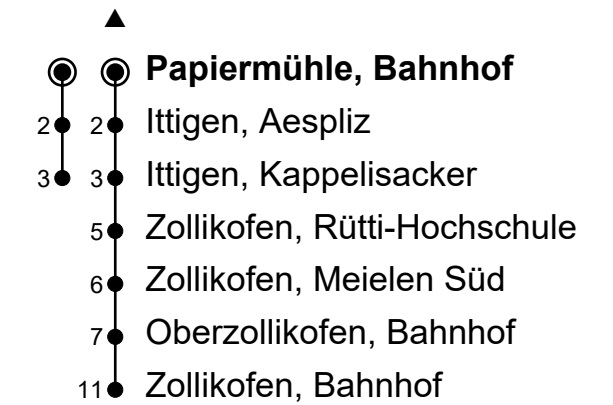 Papiermühle, Bahnhof
2 2 Ittigen, Aespliz
3 3 Ittigen, Kappelisacker
5 Zollikofen, Rütti-Hochschule
6 Zollikofen, Meielen Süd
7 Oberzollikofen, Bahnhof
11 Zollikofen, Bahnhof